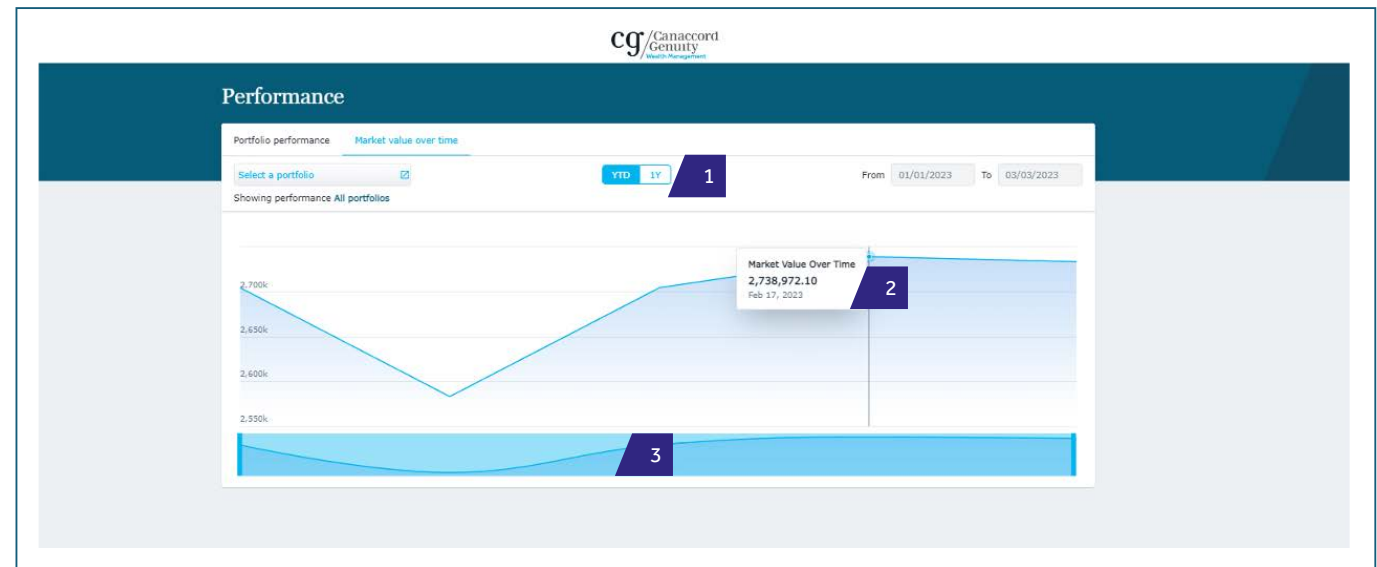 cg/Canaccord
Genuity
Wealth Management
Performance
Portfolio performance Market value over time
Select a portfolio YTD 1Y 1 From 01/01/2023 To 03/03/2023
Showing performance All portfolios
Market Value Over Time
2,738,972.10
Feb 17, 2023
2
2,700k
2,650k
2,600k
2,550k
3